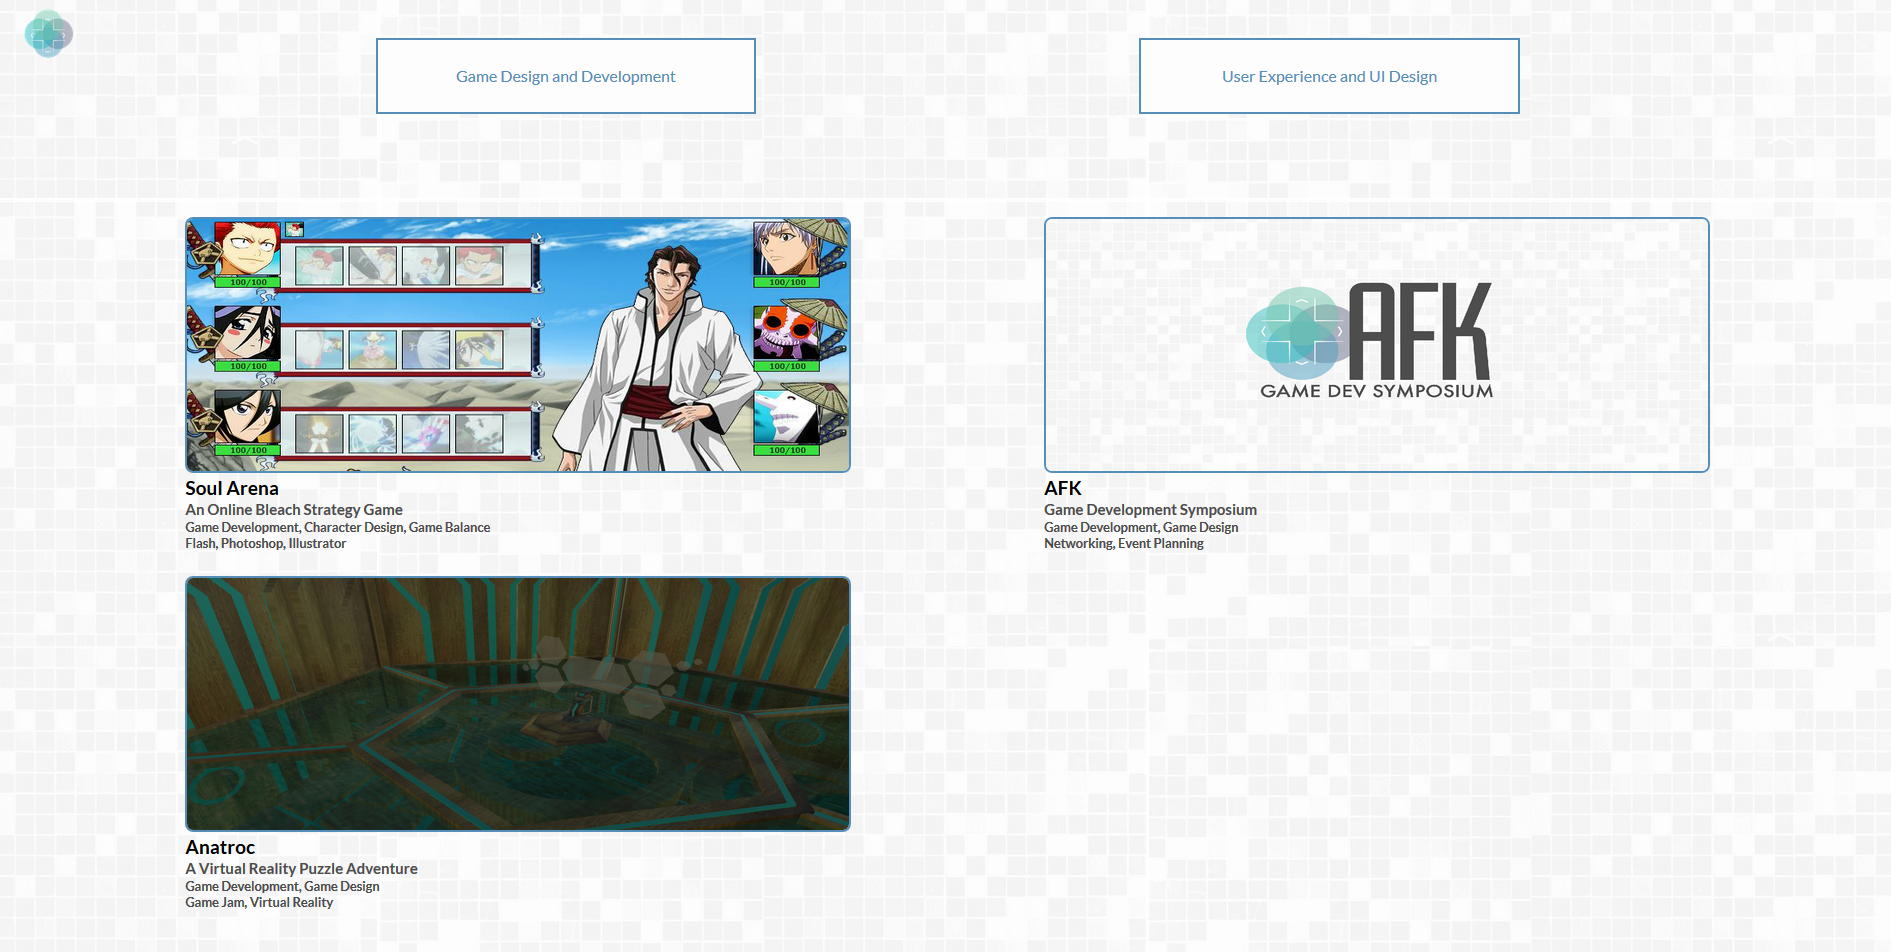 Game Design and Development
User Experience and UI Design
100/100
100/100
100/100
100/100
100/100
100/100
AFK
GAME DEV SYMPOSIUM
Soul Arena
An Online Bleach Strategy Game
Game Development, Character Design, Game Balance
Flash, Photoshop, Illustrator
AFK
Game Development Symposium
Game Development, Game Design
Networking, Event Planning
Anatroc
A Virtual Reality Puzzle Adventure
Game Development, Game Design
Game Jam, Virtual Reality